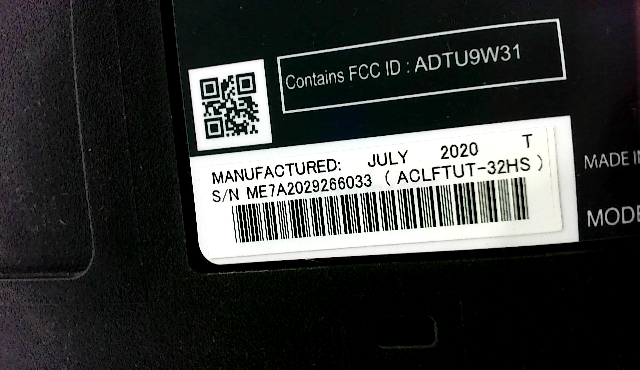 Contains FCC ID : ADTU9W31
MANUFACTURED: JULY 2020 T
S/N ME7A2029266033 ( ACLFTUT-32HS )
MADE
MODE